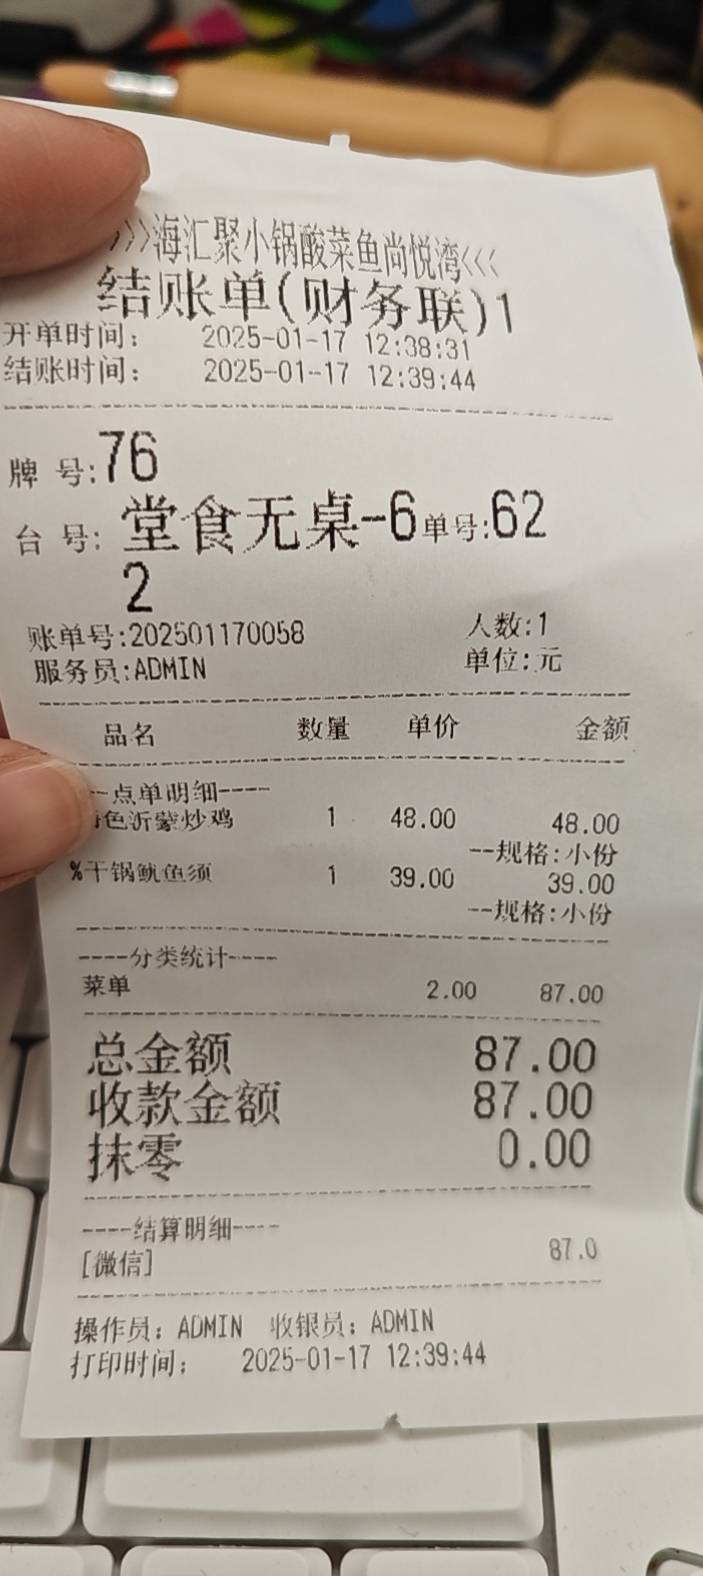 >>>海汇聚小锅酸菜鱼尚悦湾<<<
结账单(财务联)1
开单时间: 2025-01-17 12:38:31
结账时间: 2025-01-17 12:39:44
牌 号:76
台 号: 堂食无桌-6 单号:62
2
账单号:202501170058 人数:1
服务员:ADMIN 单位:元
品名 数量 单价 金额
--点单明细----
色沂蒙炒鸡 1 48.00 48.00
--规格:小份
%干锅鱿鱼须 1 39.00 39.00
--规格:小份
----分类统计----
菜单 2.00 87.00
总金额 87.00
收款金额 87.00
抹零 0.00
----结算明细----
[微信] 87.0
操作员: ADMIN 收银员: ADMIN
打印时间: 2025-01-17 12:39:44